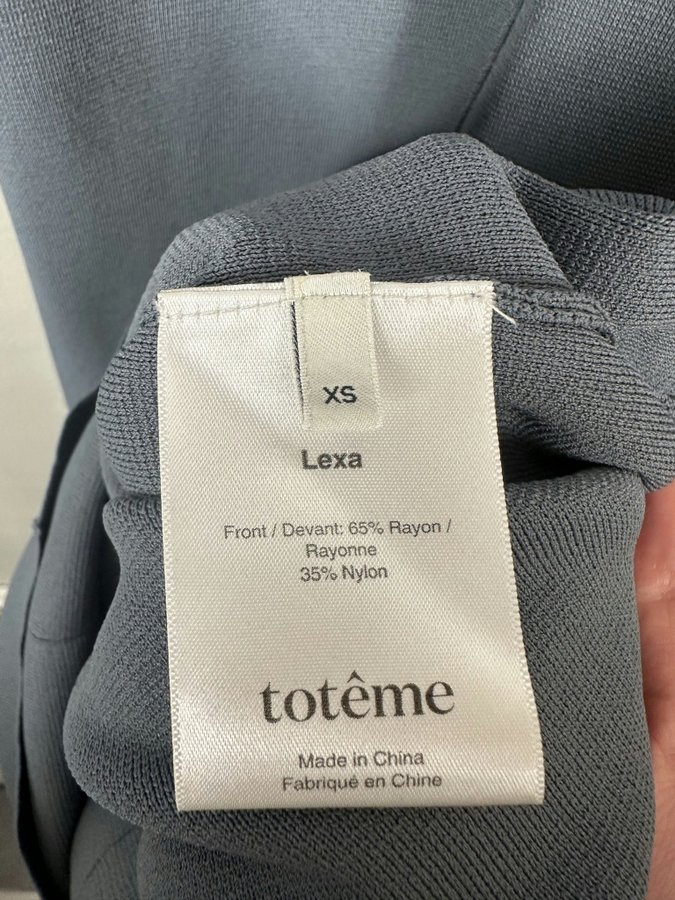 XS
Lexa
Front / Devant: 65% Rayon /
Rayonne
35% Nylon
totême
Made in China
Fabriqué en Chine